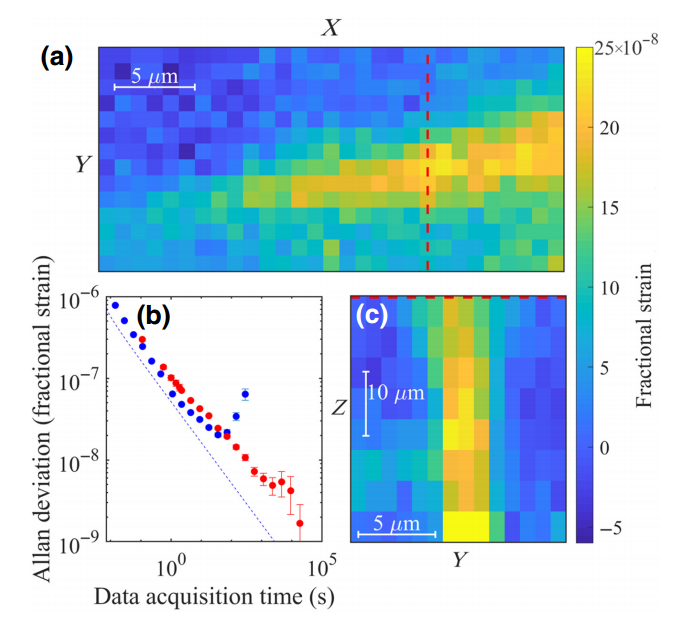 X
(a)
5 μm
Y
25×10⁻⁸
20
15
10
5
0
−5
Fractional strain
Allan deviation (fractional strain)
10⁻⁶
10⁻⁷
10⁻⁸
10⁻⁹
(b)
10⁰
10⁵
Data acquisition time (s)
(c)
Z
10 μm
5 μm
Y